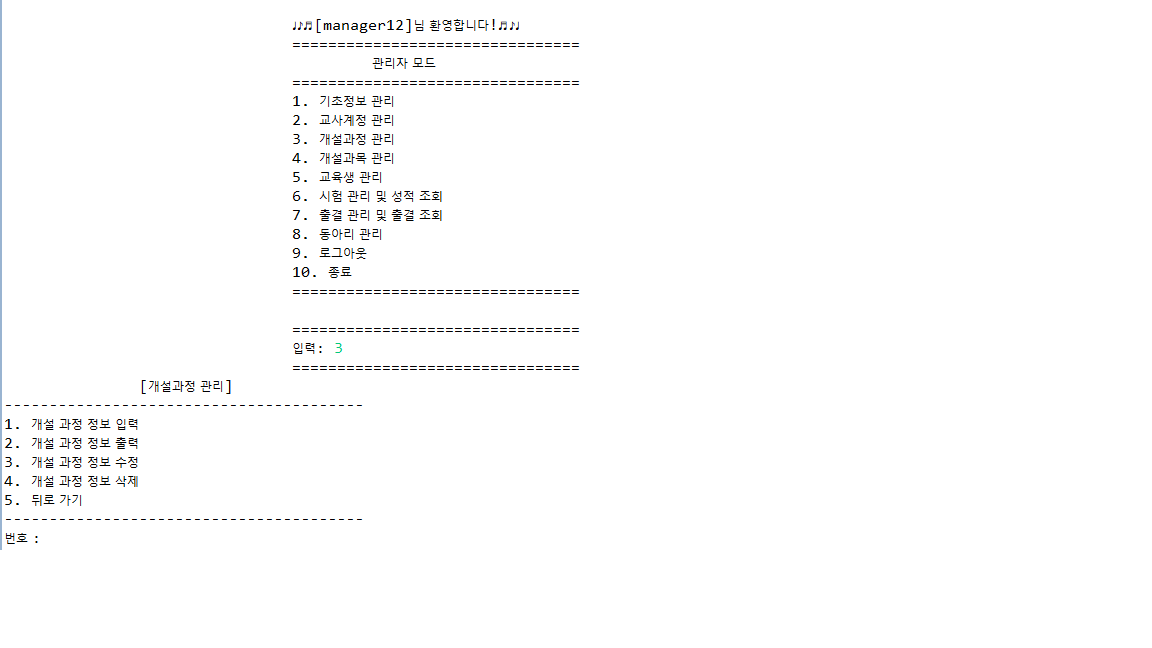 ♩♪♬[manager12]님 환영합니다!♬♪♩
================================
관리자 모드
================================
1. 기초정보 관리
2. 교사계정 관리
3. 개설과정 관리
4. 개설과목 관리
5. 교육생 관리
6. 시험 관리 및 성적 조회
7. 출결 관리 및 출결 조회
8. 동아리 관리
9. 로그아웃
10. 종료
================================
================================
입력: 3
================================
[개설과정 관리]
----------------------------------------
1. 개설 과정 정보 입력
2. 개설 과정 정보 출력
3. 개설 과정 정보 수정
4. 개설 과정 정보 삭제
5. 뒤로 가기
----------------------------------------
번호 :